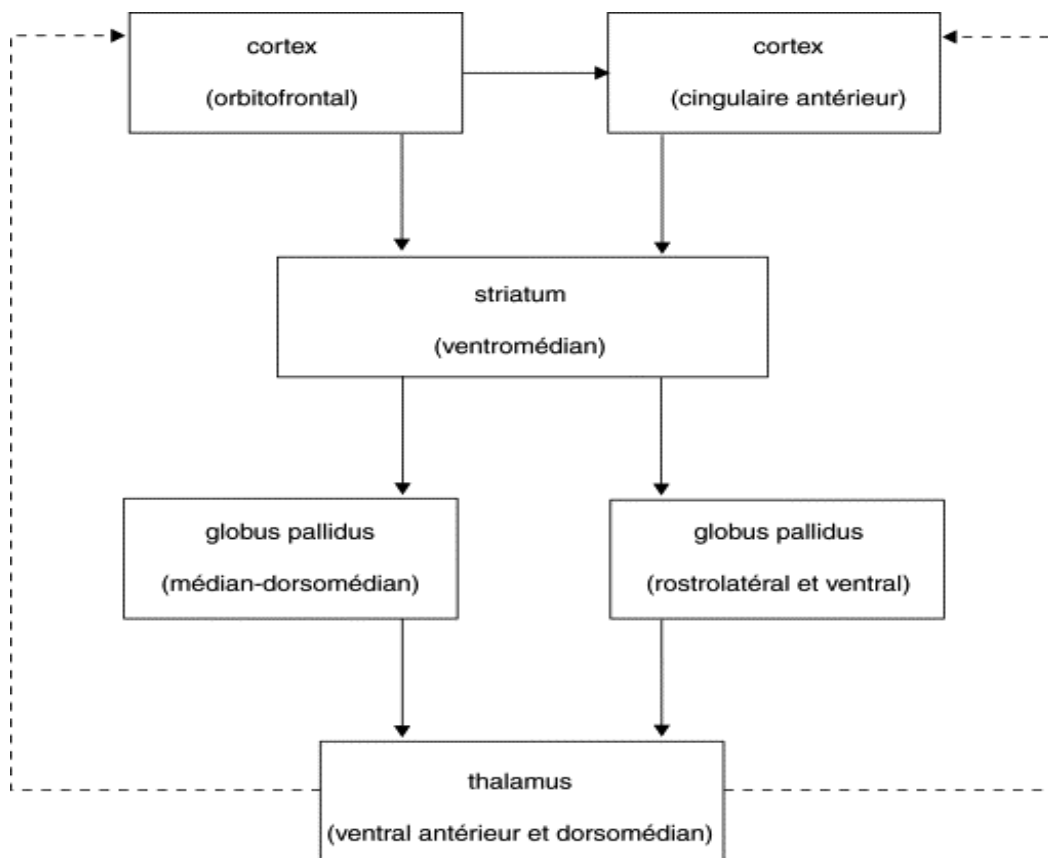 cortex
(orbitofrontal)
cortex
(cingulaire antérieur)
striatum
(ventromédian)
globus pallidus
(médian-dorsomédian)
globus pallidus
(rostrolatéral et ventral)
thalamus
(ventral antérieur et dorsomédian)